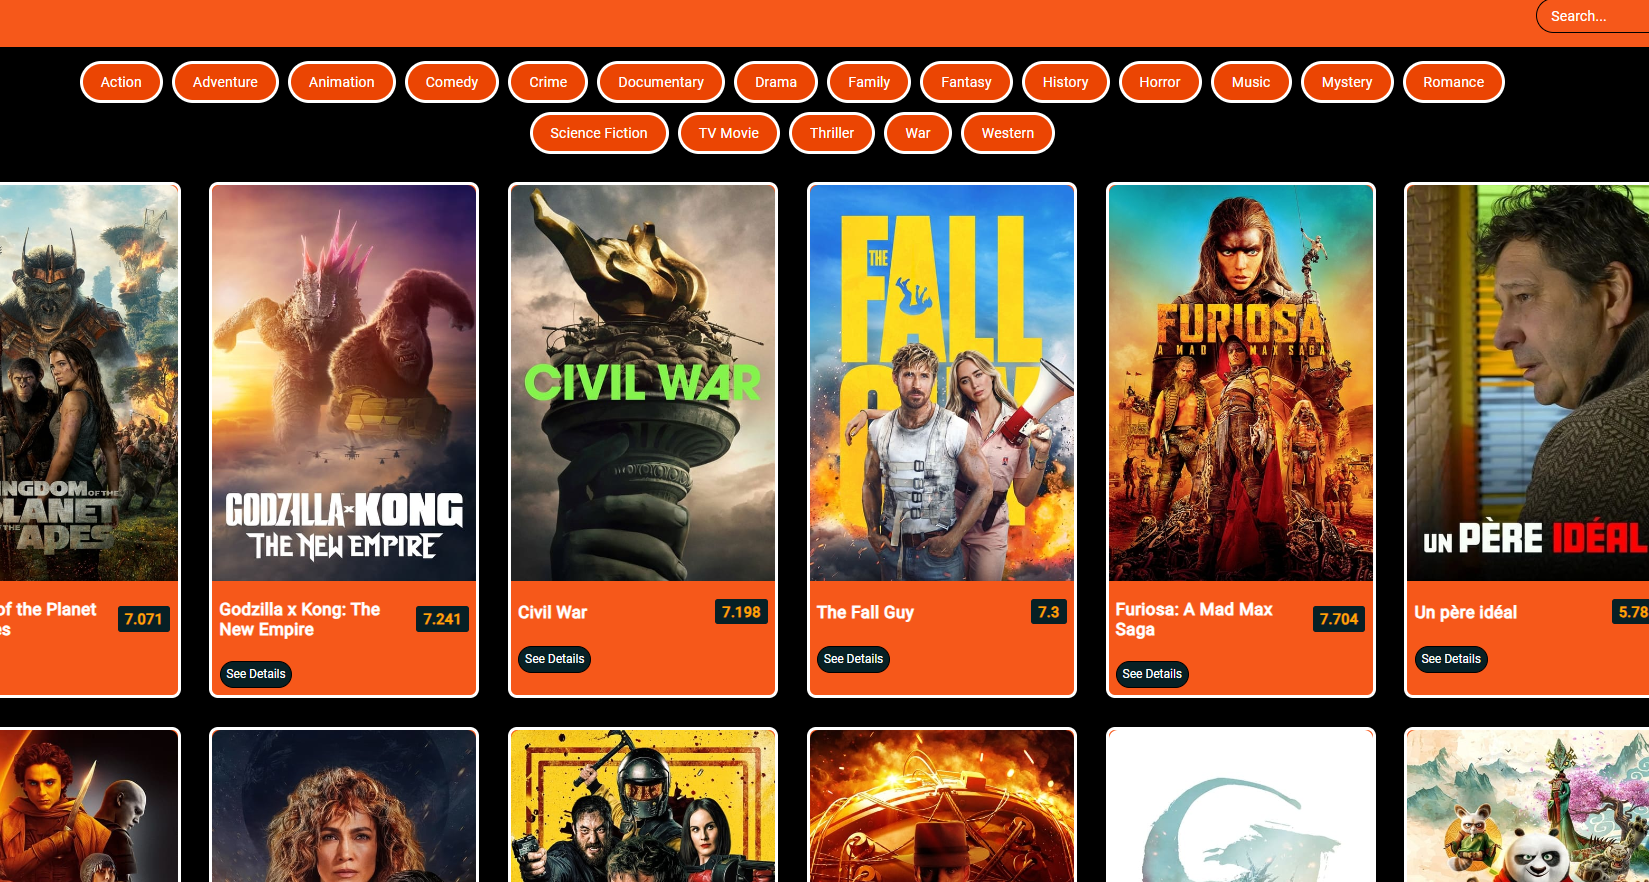 Search...
Action Adventure Animation Comedy Crime Documentary Drama Family Fantasy History Horror Music Mystery Romance
Science Fiction TV Movie Thriller War Western
NGDOM OF THE
PLANET
OF THE
APES
GODZILLA x KONG
THE NEW EMPIRE
CIVIL WAR
THE
FALL
GUY
FURIOSA
A MAD MAX SAGA
UN PÈRE IDÉAL
of the Planet
es
7.071
Godzilla x Kong: The
New Empire
7.241
See Details
Civil War
7.198
See Details
The Fall Guy
7.3
See Details
Furiosa: A Mad Max
Saga
7.704
See Details
Un père idéal
5.78
See Details